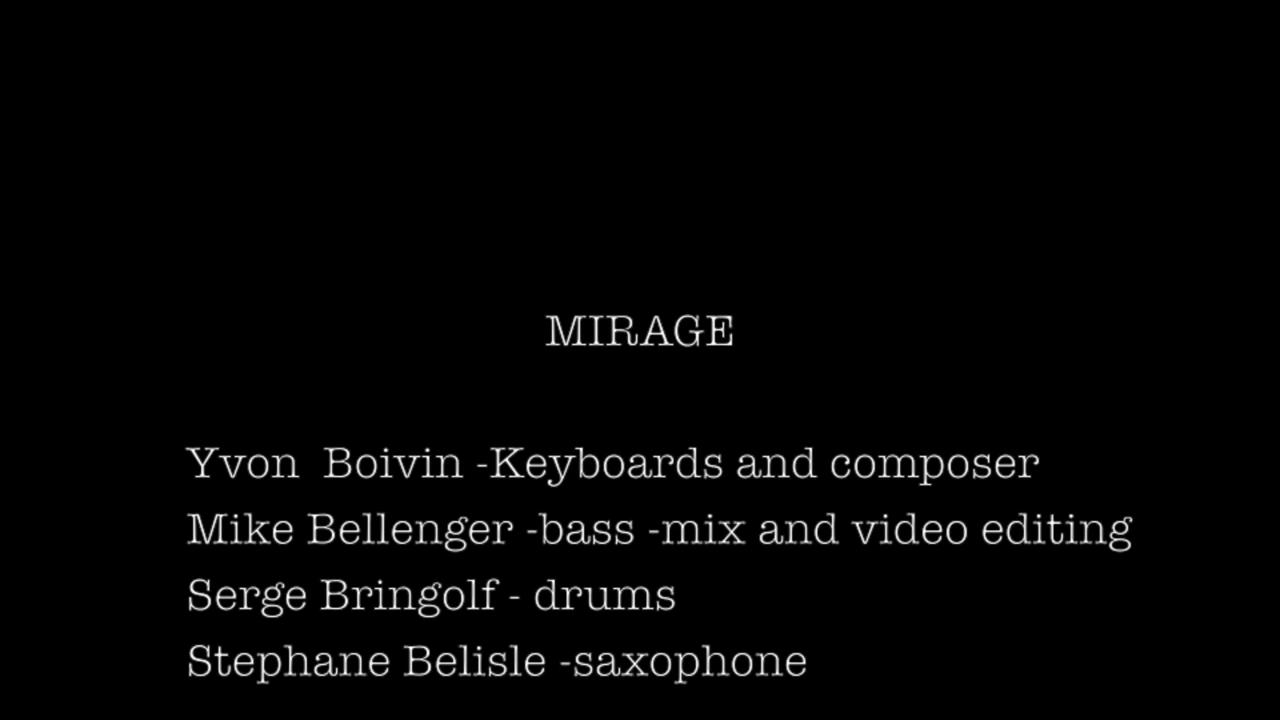 MIRAGE
Yvon  Boivin -Keyboards and composer
Mike Bellenger -bass -mix and video editing
Serge Bringolf - drums
Stephane Belisle -saxophone